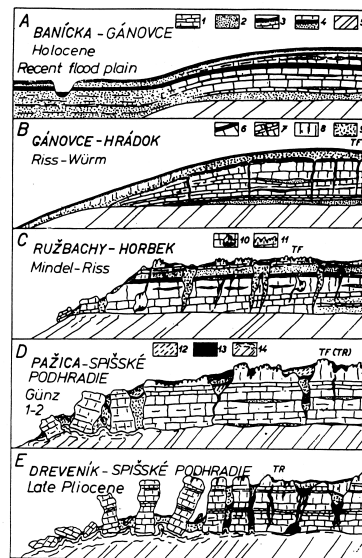 A 1 2 3 4
BANÍCKA - GÁNOVCE
Holocene
Recent flood plain
B 6 7 8
GÁNOVCE - HRÁDOK TF
Riss - Würm
C 10 11
RUŽBACHY - HORBEK TF
Mindel - Riss
D 12 13 14
PAŽICA - SPIŠSKÉ TF (TR)
PODHRADIE
Günz
1-2
E DREVENÍK - SPIŠSKÉ PODHRADIE
Late Pliocene TR